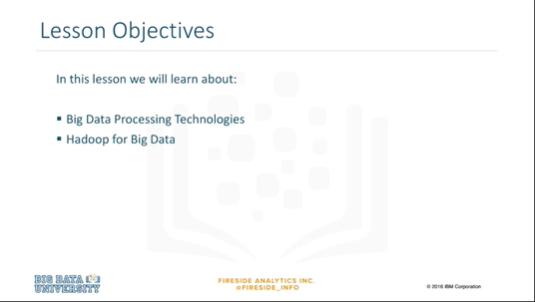 Lesson Objectives
In this lesson we will learn about:
▪ Big Data Processing Technologies
▪ Hadoop for Big Data
BIG DATA
UNIVERSITY
FIRESIDE ANALYTICS INC.
@FIRESIDE_INFO
© 2016 IBM Corporation